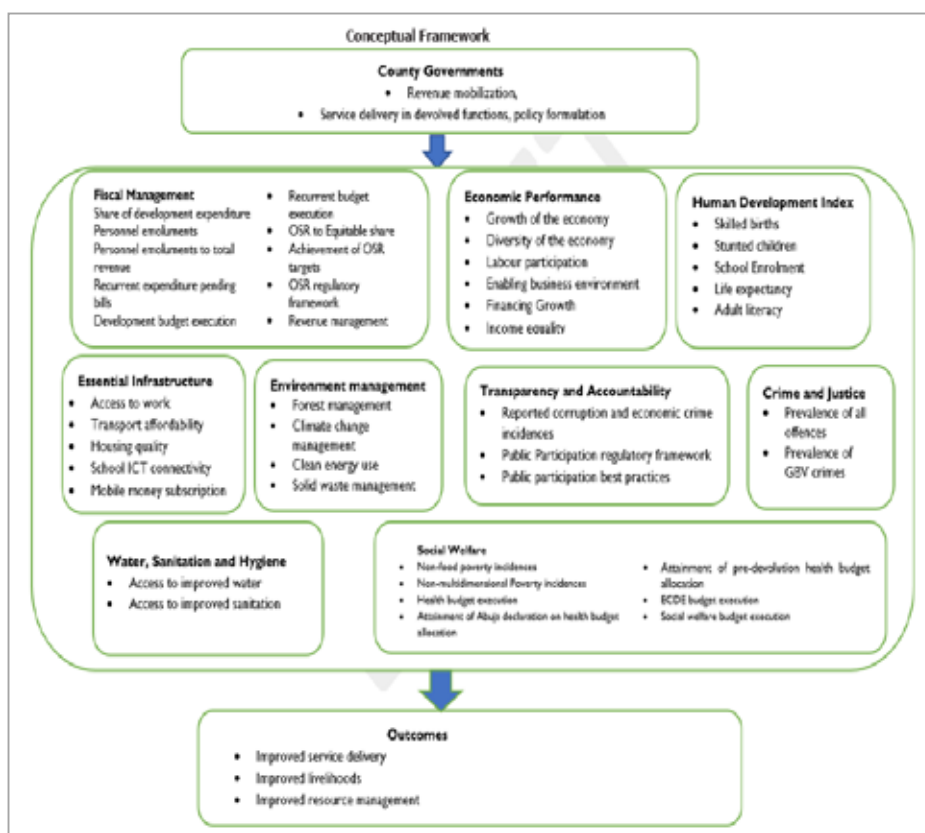 Conceptual Framework
County Governments
• Revenue mobilization,
• Service delivery in devolved functions, policy formulation
Fiscal Management
Share of development expenditure
Personnel emoluments
Personnel emoluments to total
revenue
Recurrent expenditure pending
bills
Development budget execution
• Recurrent budget
execution
• OSR to Equitable share
• Achievement of OSR
targets
• OSR regulatory
framework
• Revenue management
Economic Performance
• Growth of the economy
• Diversity of the economy
• Labour participation
• Enabling business environment
• Financing Growth
• Income equality
Human Development Index
• Skilled births
• Stunted children
• School Enrolment
• Life expectancy
• Adult literacy
Essential Infrastructure
• Access to work
• Transport affordability
• Housing quality
• School ICT connectivity
• Mobile money subscription
Environment management
• Forest management
• Climate change
management
• Clean energy use
• Solid waste management
Transparency and Accountability
• Reported corruption and economic crime
incidences
• Public Participation regulatory framework
• Public participation best practices
Crime and Justice
• Prevalence of all
offences
• Prevalence of
GBV crimes
Water, Sanitation and Hygiene
• Access to improved water
• Access to improved sanitation
Social Welfare
• Non-food poverty incidences
• Non-multidimensional Poverty incidences
• Health budget execution
• Attainment of Abuja declaration on health budget
allocation
• Attainment of pre-devolution health budget
allocation
• ECDE budget execution
• Social welfare budget execution
Outcomes
• Improved service delivery
• Improved livelihoods
• Improved resource management